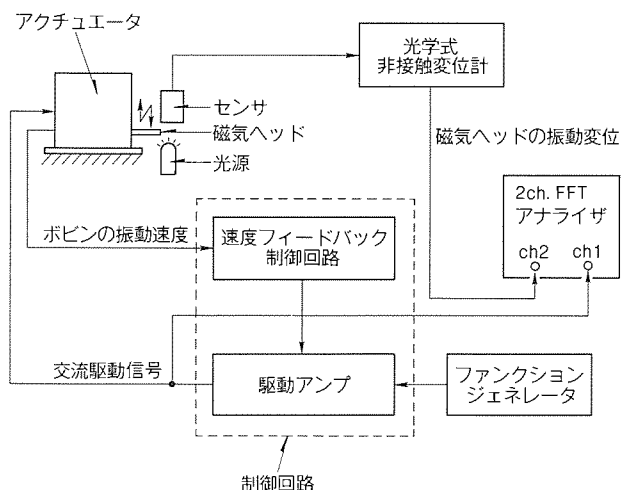 アクチュエータ
光学式
非接触変位計
センサ
磁気ヘッド
光源
磁気ヘッドの振動変位
2ch. FFT
アナライザ
ch2 ch1
ボビンの振動速度
速度フィードバック
制御回路
交流駆動信号
駆動アンプ
ファンクション
ジェネレータ
制御回路